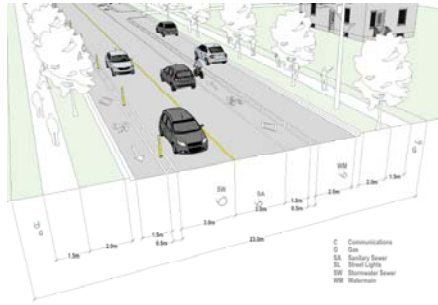 SW
SA
WM
G
1.5m
2.0m
1.5m
0.5m
3.0m
3.0m
1.8m
0.5m
2.5m
2.0m
1.5m
23.0m
C Communications
G Gas
SA Sanitary Sewer
SL Street Lights
SW Stormwater Sewer
WM Watermain